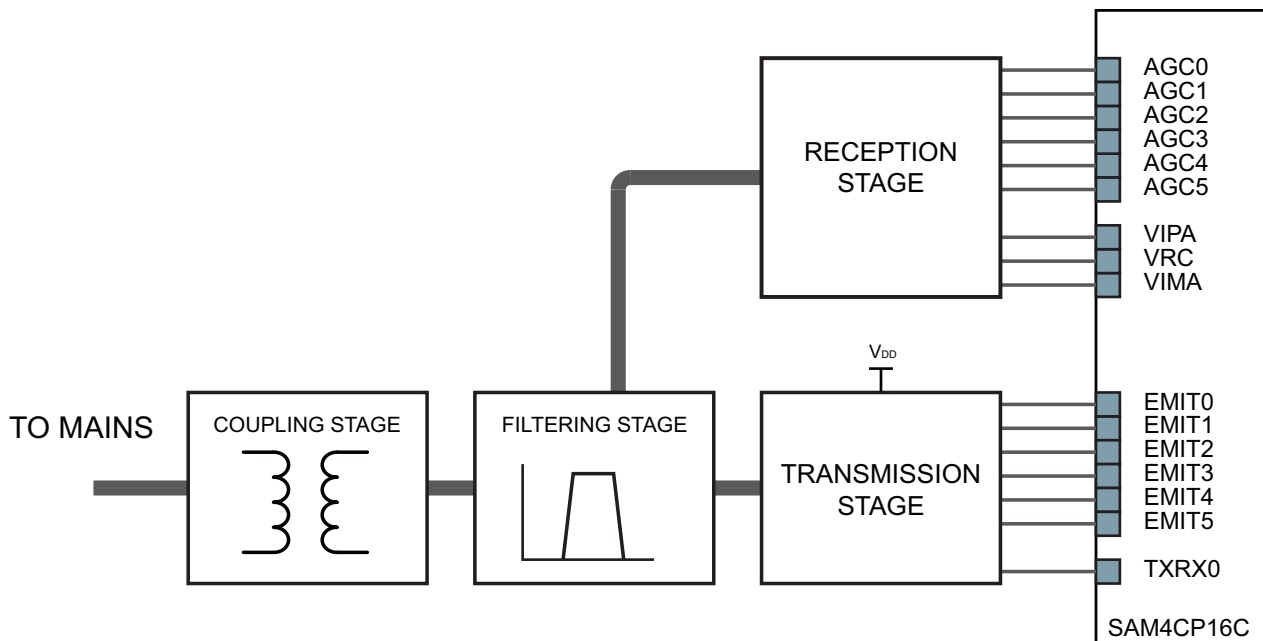 RECEPTION
STAGE
AGC0
AGC1
AGC2
AGC3
AGC4
AGC5
VIPA
VRC
VIMA
TO MAINS
COUPLING STAGE
FILTERING STAGE
VDD
TRANSMISSION
STAGE
EMIT0
EMIT1
EMIT2
EMIT3
EMIT4
EMIT5
TXRX0
SAM4CP16C